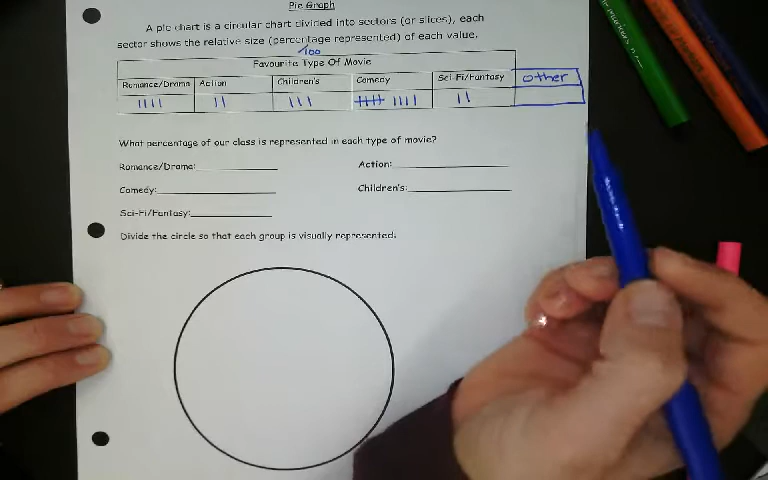 Pie Graph
A pie chart is a circular chart divided into sectors (or slices), each
sector shows the relative size (percentage represented) of each value.
/100
Favourite Type Of Movie
Romance/Drama Action Children's Comedy Sci-Fi/Fantasy other
What percentage of our class is represented in each type of movie?
Romance/Drama: Action:
Comedy: Children's:
Sci-Fi/Fantasy:
Divide the circle so that each group is visually represented: